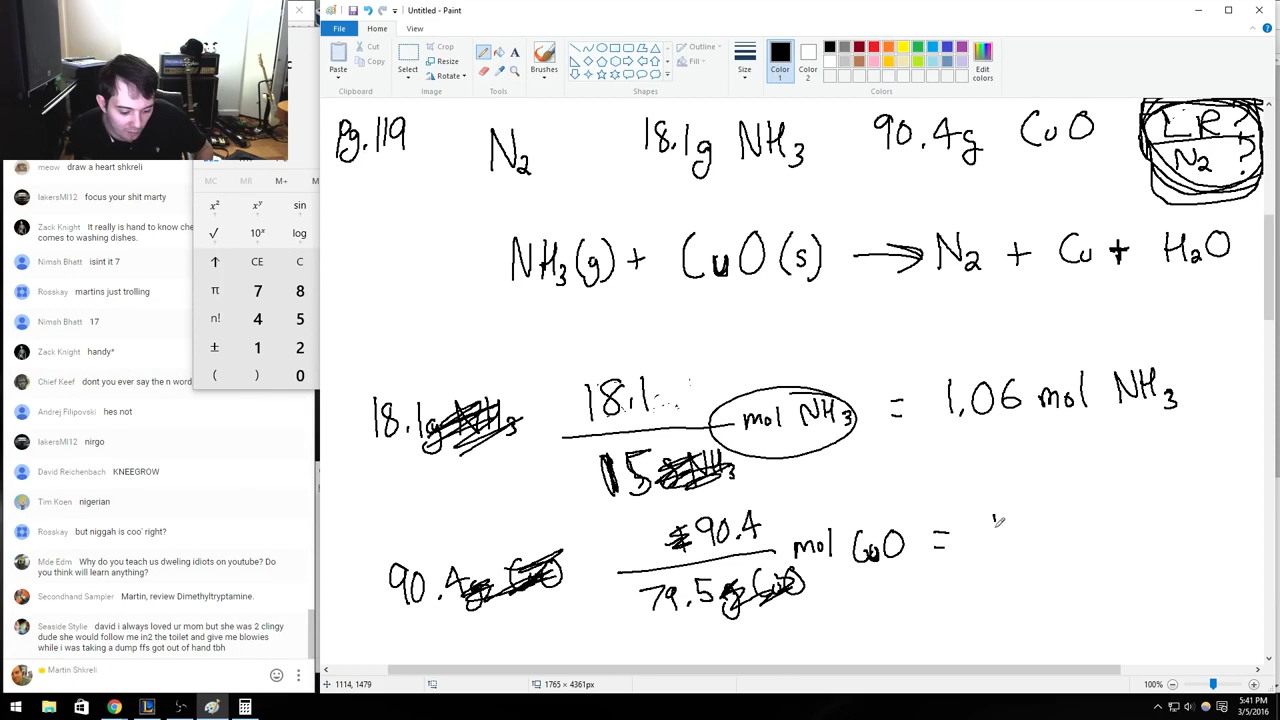 Untitled - Paint
File
Home
View
Paste
Cut
Copy
Clipboard
Select
Crop
Resize
Rotate
Image
Tools
Brushes
Shapes
Outline
Fill
Size
Color 1
Color 2
Edit colors
Colors
Pg.119
N2
18.1g NH3
90.4g CuO
LR?
N2 ?
NH3(g) + CuO(s) → N2 + Cu + H2O
18.1g NH3
18.1 mol NH3 = 1.06 mol NH3
15 g NH3
90.4g CuO
90.4 mol CuO =
79.5 g CuO
meow draw a heart shkreli
lakersMI12 focus your shit marty
Zack Knight It really is hand to know che
comes to washing dishes.
Nimsh Bhatt isint it 7
Rosskay martins just trolling
Nimsh Bhatt 17
Zack Knight handy*
Chief Keef dont you ever say the n word
Andrej Filipovski hes not
lakersMI12 nirgo
David Reichenbach KNEEGROW
Tim Koen nigerian
Rosskay but niggah is coo' right?
Mde Edm Why do you teach us dweling idiots on youtube? Do
you think will learn anything?
Secondhand Sampler Martin, review Dimethyltryptamine.
Seaside Stylie david i always loved ur mom but she was 2 clingy
dude she would follow me in2 the toilet and give me blowies
while i was taking a dump ffs got out of hand tbh
Martin Shkreli
MC MR M+ M
x² xʸ sin
√ 10ˣ log
↑ CE C
π 7 8
n! 4 5
± 1 2
( ) 0
1114, 1479
1765 × 4361px
100%
5:41 PM
3/5/2016